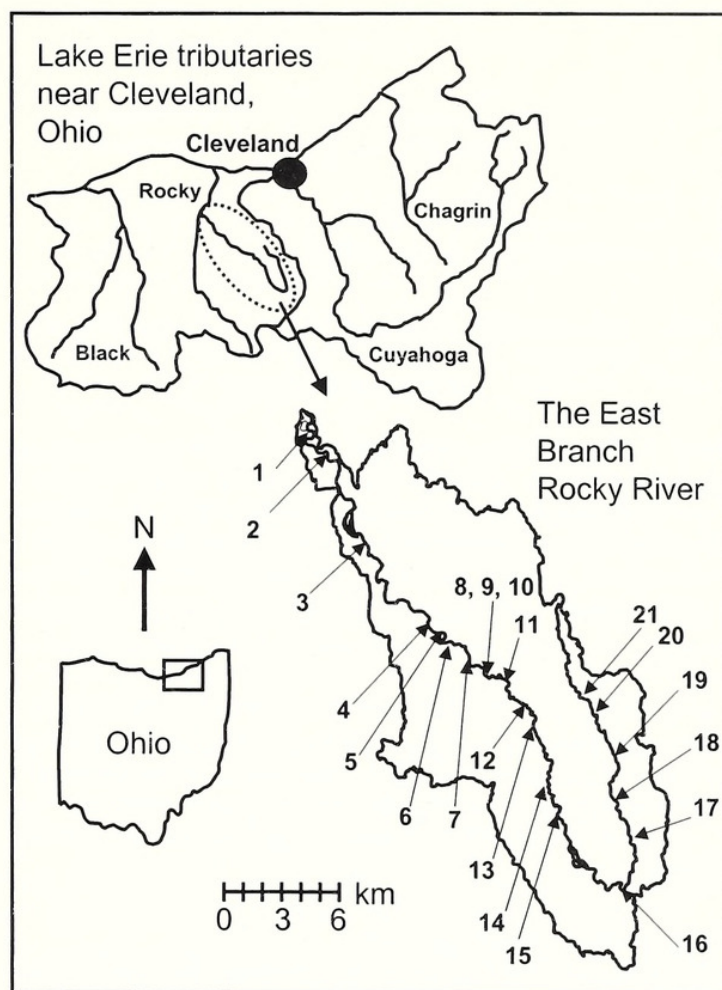 Lake Erie tributaries
near Cleveland,
Ohio
Cleveland
Rocky
Chagrin
Black
Cuyahoga
The East
Branch
Rocky River
1
2
N
3
8, 9, 10
11
21
20
4
19
5
12
18
Ohio
6
7
17
13
km
14
0 3 6
15
16